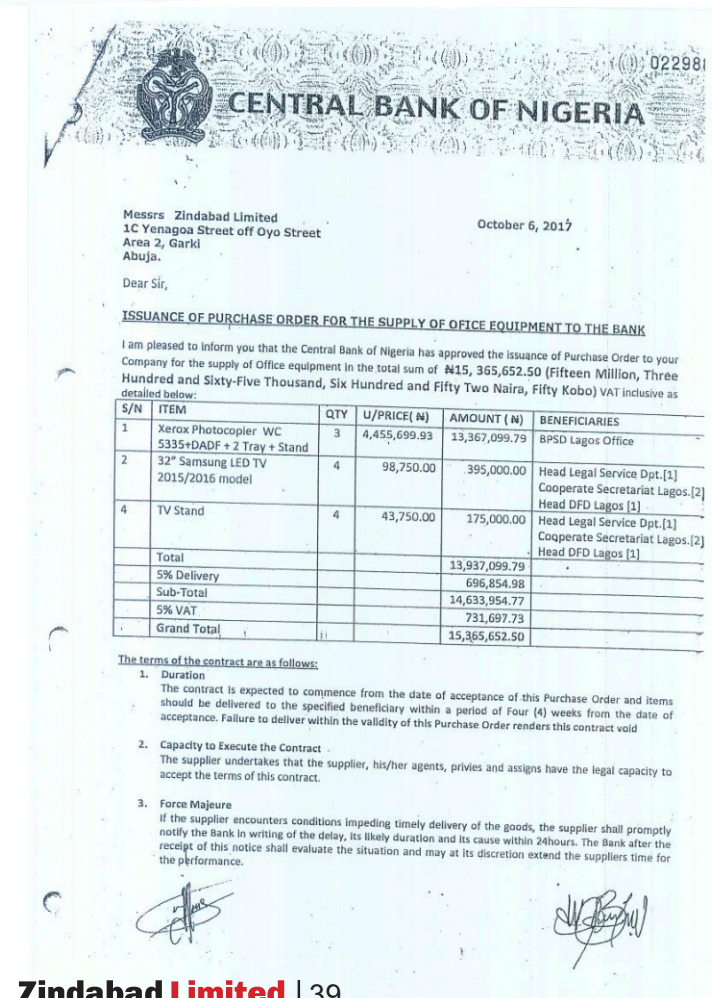 022988
CENTRAL BANK OF NIGERIA
Messrs Zindabad Limited
1C Yenagoa Street off Oyo Street
Area 2, Garki
Abuja.
October 6, 2017
Dear Sir,
ISSUANCE OF PURCHASE ORDER FOR THE SUPPLY OF OFICE EQUIPMENT TO THE BANK
I am pleased to inform you that the Central Bank of Nigeria has approved the issuance of Purchase Order to your
Company for the supply of Office equipment in the total sum of ₦15, 365,652.50 (Fifteen Million, Three
Hundred and Sixty-Five Thousand, Six Hundred and Fifty Two Naira, Fifty Kobo) VAT inclusive as
detailed below:
S/N ITEM QTY U/PRICE(₦) AMOUNT (₦) BENEFICIARIES
1 Xerox Photocopier WC 3 4,455,699.93 13,367,099.79 BPSD Lagos Office
5335+DADF + 2 Tray + Stand
2 32" Samsung LED TV 4 98,750.00 395,000.00 Head Legal Service Dpt.[1]
2015/2016 model Cooperate Secretariat Lagos.[2]
Head DFD Lagos [1]
4 TV Stand 4 43,750.00 175,000.00 Head Legal Service Dpt.[1]
Cooperate Secretariat Lagos.[2]
Head DFD Lagos [1]
Total 13,937,099.79
5% Delivery 696,854.98
Sub-Total 14,633,954.77
5% VAT 731,697.73
Grand Total 15,365,652.50
The terms of the contract are as follows:
1. Duration
The contract is expected to commence from the date of acceptance of this Purchase Order and items
should be delivered to the specified beneficiary within a period of Four (4) weeks from the date of
acceptance. Failure to deliver within the validity of this Purchase Order renders this contract void
2. Capacity to Execute the Contract
The supplier undertakes that the supplier, his/her agents, privies and assigns have the legal capacity to
accept the terms of this contract.
3. Force Majeure
If the supplier encounters conditions impeding timely delivery of the goods, the supplier shall promptly
notify the Bank in writing of the delay, its likely duration and its cause within 24hours. The Bank after the
receipt of this notice shall evaluate the situation and may at its discretion extend the suppliers time for
the performance.
Zindabad Limited | 39